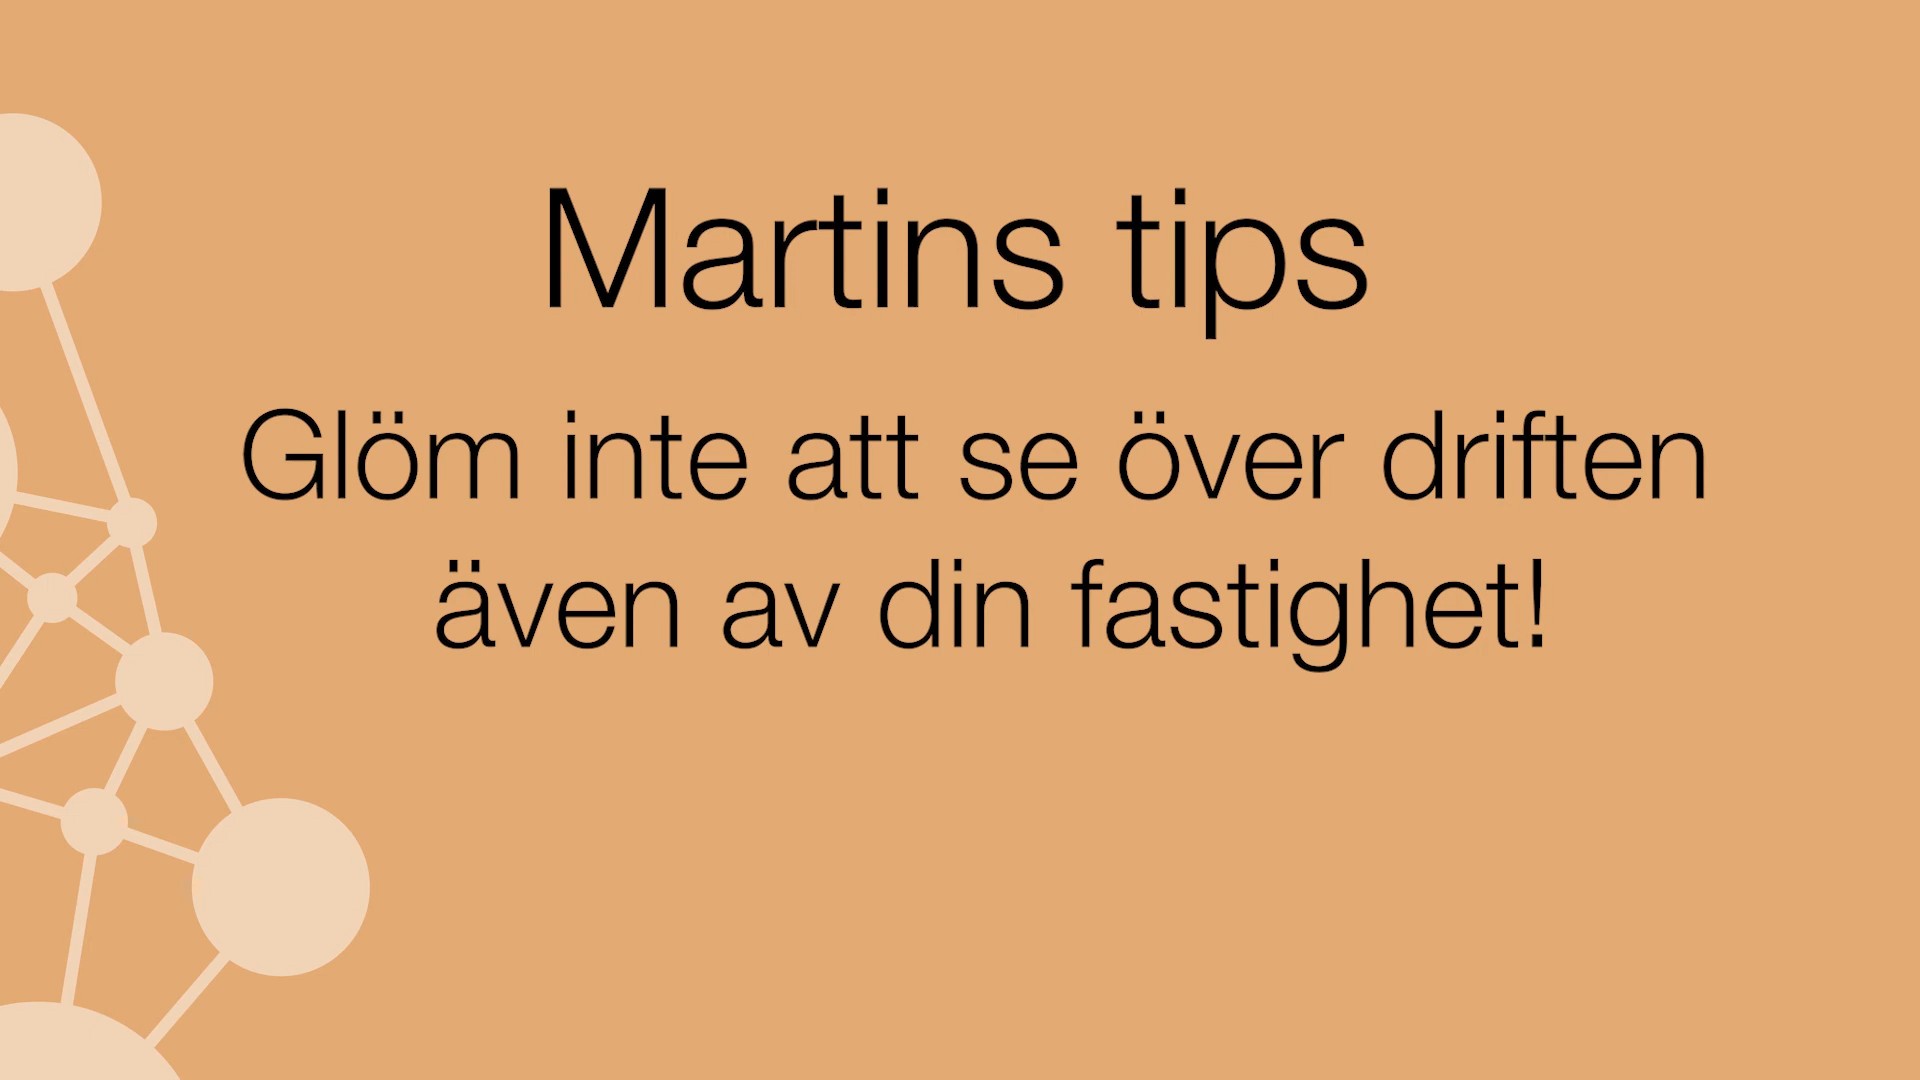 Martins tips
Glöm inte att se över driften
även av din fastighet!